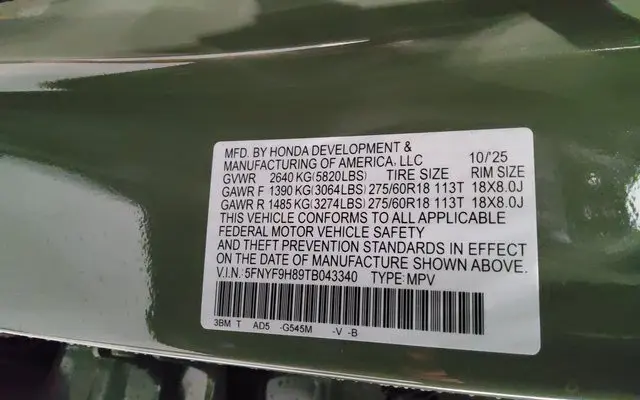 MFD. BY HONDA DEVELOPMENT &
MANUFACTURING OF AMERICA, LLC 10/'25
GVWR 2640 KG(5820LBS) TIRE SIZE RIM SIZE
GAWR F 1390 KG(3064LBS) 275/60R18 113T 18X8.0J
GAWR R 1485 KG(3274LBS) 275/60R18 113T 18X8.0J
THIS VEHICLE CONFORMS TO ALL APPLICABLE
FEDERAL MOTOR VEHICLE SAFETY
AND THEFT PREVENTION STANDARDS IN EFFECT
ON THE DATE OF MANUFACTURE SHOWN ABOVE.
V.I.N.: 5FNYF9H89TB043340 TYPE: MPV
3BM T AD5 -G545M -V -B